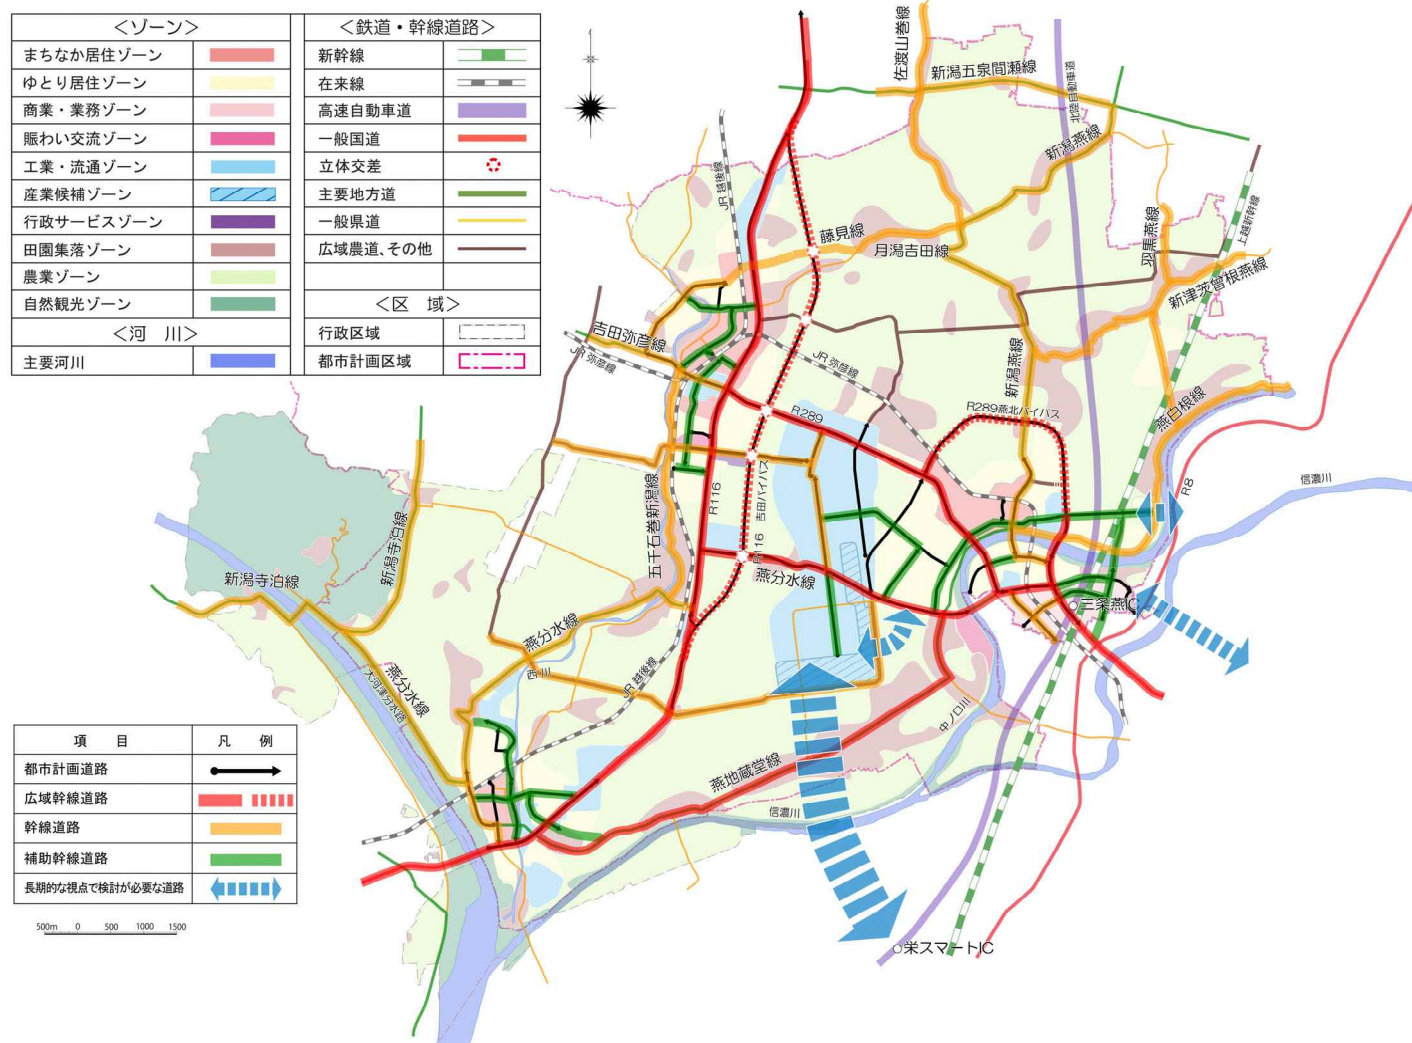 <ゾーン>
まちなか居住ゾーン
ゆとり居住ゾーン
商業・業務ゾーン
賑わい交流ゾーン
工業・流通ゾーン
産業候補ゾーン
行政サービスゾーン
田園集落ゾーン
農業ゾーン
自然観光ゾーン
<河　川>
主要河川
<鉄道・幹線道路>
新幹線
在来線
高速自動車道
一般国道
立体交差
主要地方道
一般県道
広域農道、その他
<区　域>
行政区域
都市計画区域
佐渡山巻線
新潟五泉間瀬線
北陸自動車道
新潟燕線
JR 越後線
藤見線
月潟吉田線
羽黒燕線
上越新幹線
新津茨曽根燕線
吉田弥彦線
JR 弥彦線
JR 弥彦線
新潟燕線
R289
R289燕北バイパス
燕白根線
R8
信濃川
五千石巻新潟線
R116
R116 吉田バイパス
燕分水線
三条燕IC
新潟寺泊線
新潟寺泊線
燕分水線
西川
JR 越後線
燕分水線
大河津分水路
中ノ口川
燕地蔵堂線
信濃川
栄スマートIC
項　目
凡　例
都市計画道路
広域幹線道路
幹線道路
補助幹線道路
長期的な視点で検討が必要な道路
500m 0 500 1000 1500